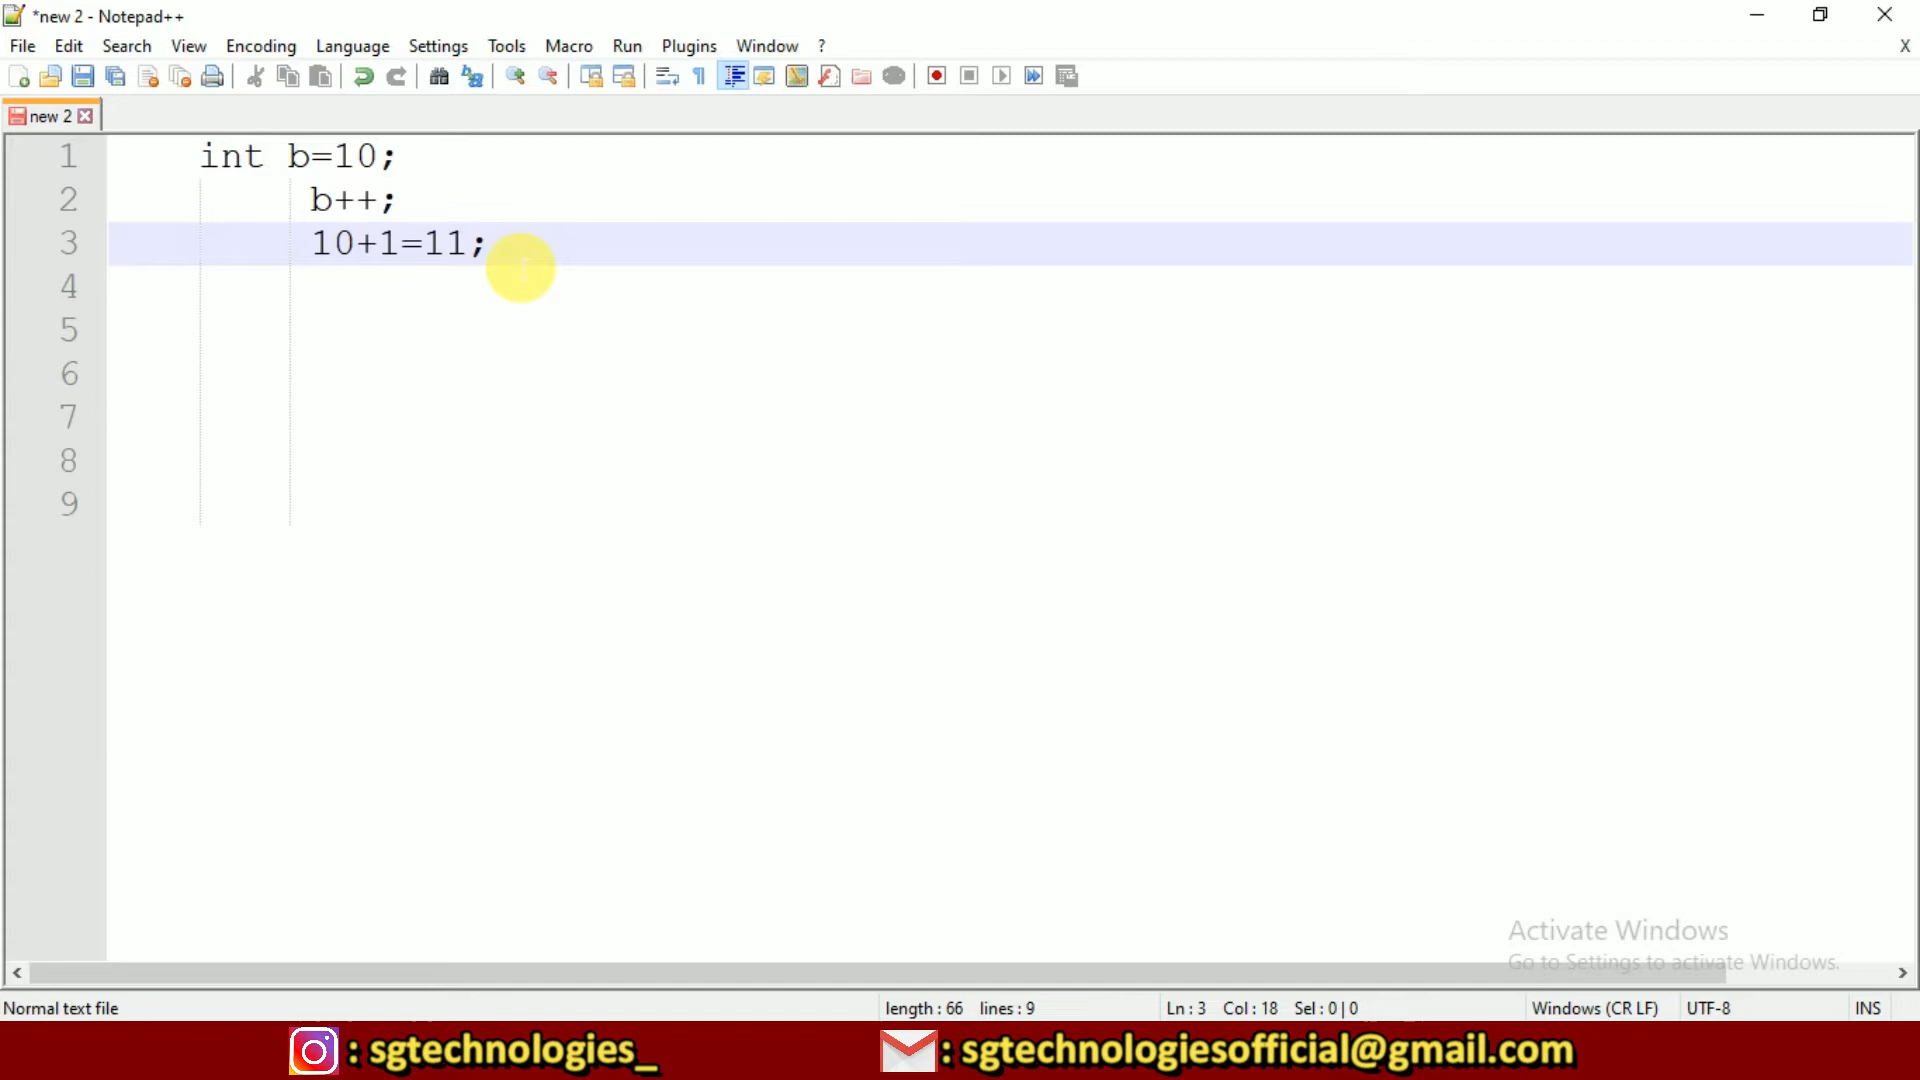 *new 2 - Notepad++
File Edit Search View Encoding Language Settings Tools Macro Run Plugins Window ? X
new 2
1 int b=10;
2 b++;
3 10+1=11;
4
5
6
7
8
9
Activate Windows
Go to Settings to activate Windows.
Normal text file length : 66 lines : 9 Ln : 3 Col : 18 Sel : 0 | 0 Windows (CR LF) UTF-8 INS
: sgtechnologies_ : sgtechnologiesofficial@gmail.com